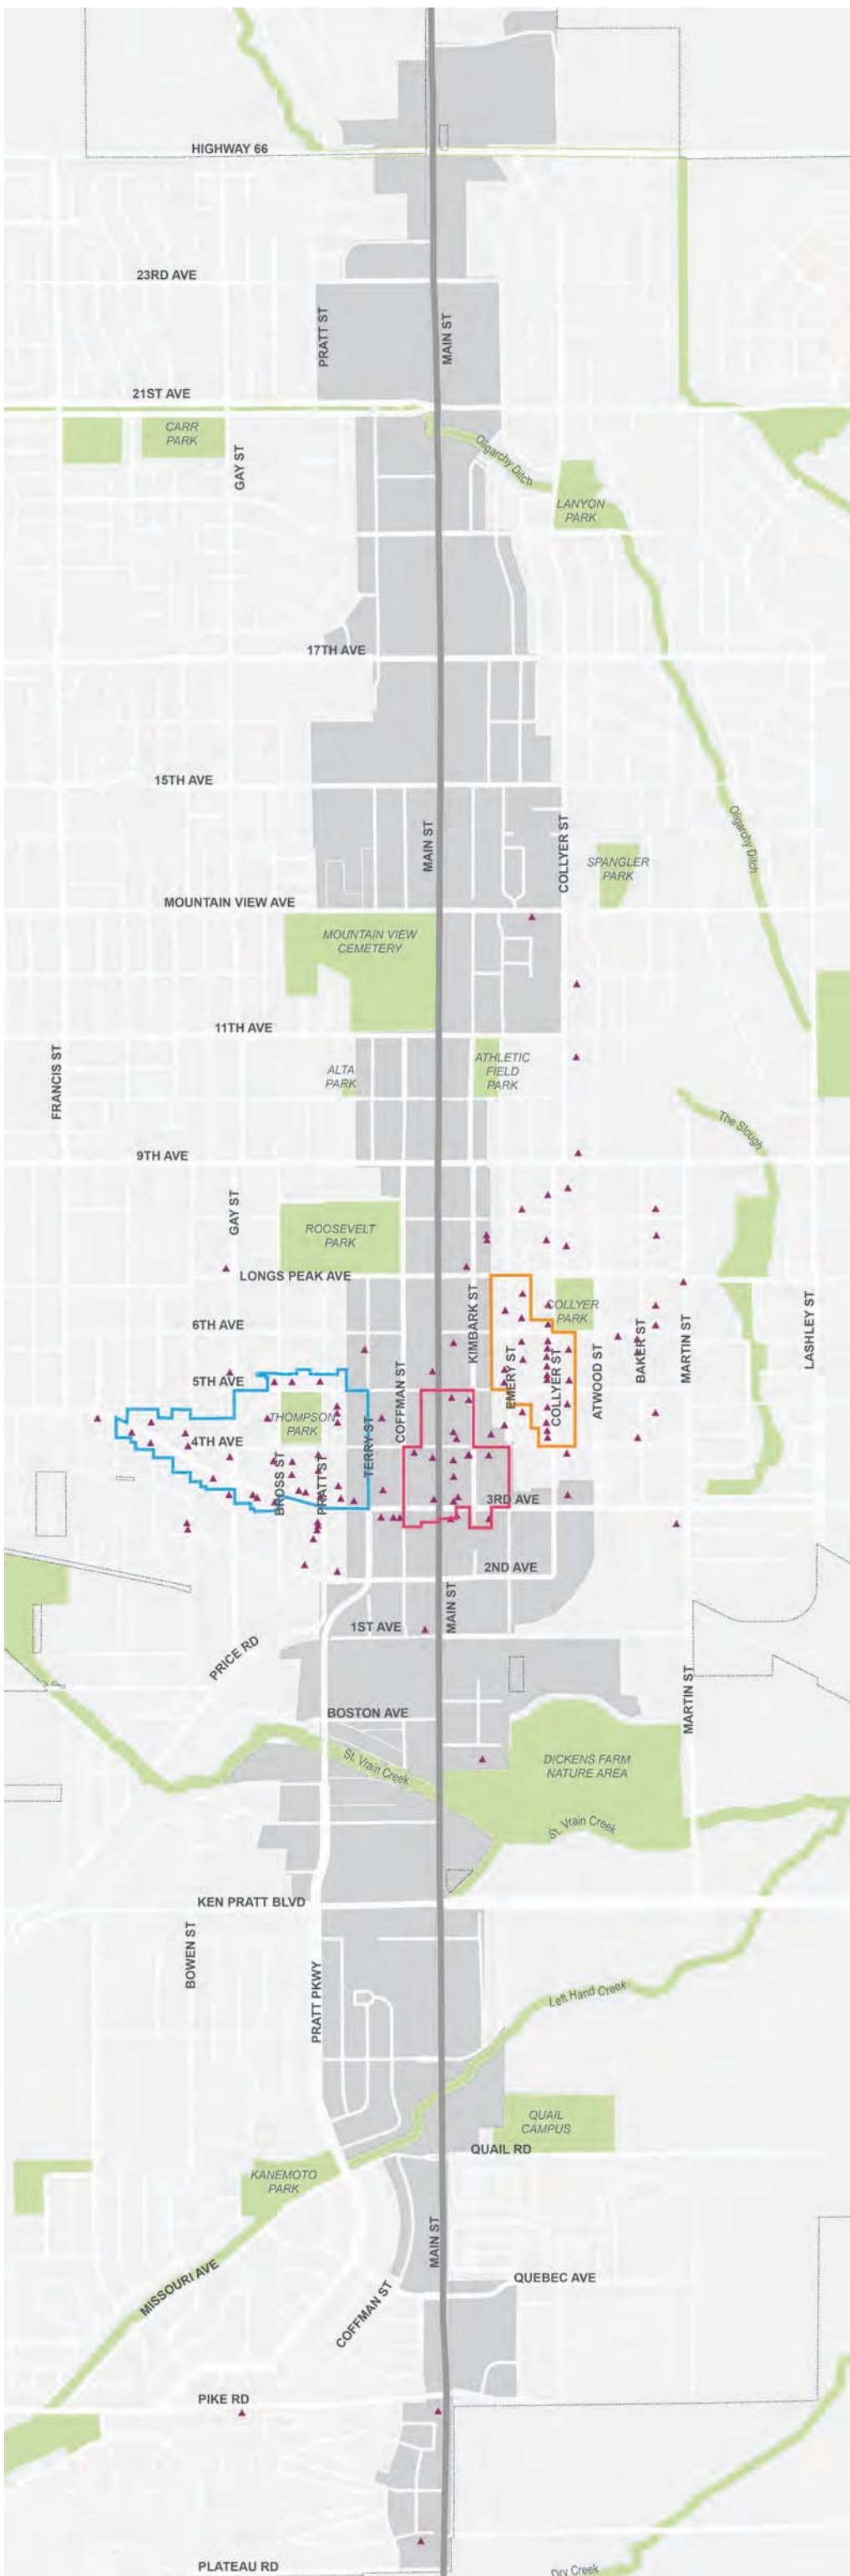 HIGHWAY 66
23RD AVE
PRATT ST
MAIN ST
21ST AVE
CARR
PARK
GAY ST
Oligarchy Ditch
LANYON
PARK
17TH AVE
15TH AVE
MAIN ST
COLLYER ST
Oligarchy Ditch
SPANGLER
PARK
MOUNTAIN VIEW AVE
MOUNTAIN VIEW
CEMETERY
11TH AVE
FRANCIS ST
ALTA
PARK
ATHLETIC
FIELD
PARK
The Slough
9TH AVE
GAY ST
ROOSEVELT
PARK
LONGS PEAK AVE
KIMBARK ST
COLLYER
PARK
LASHLEY ST
6TH AVE
EMERY ST
COLLYER ST
ATWOOD ST
BAKER ST
MARTIN ST
5TH AVE
COFFMAN ST
THOMPSON
PARK
TERRY ST
4TH AVE
BROSS ST
PRATT ST
3RD AVE
2ND AVE
MAIN ST
1ST AVE
PRICE RD
MARTIN ST
BOSTON AVE
St. Vrain Creek
DICKENS FARM
NATURE AREA
St. Vrain Creek
KEN PRATT BLVD
BOWEN ST
PRATT PKWY
Left Hand Creek
QUAIL
CAMPUS
QUAIL RD
KANEMOTO
PARK
MAIN ST
MISSOURI AVE
COFFMAN ST
QUEBEC AVE
PIKE RD
PLATEAU RD
Dry Creek